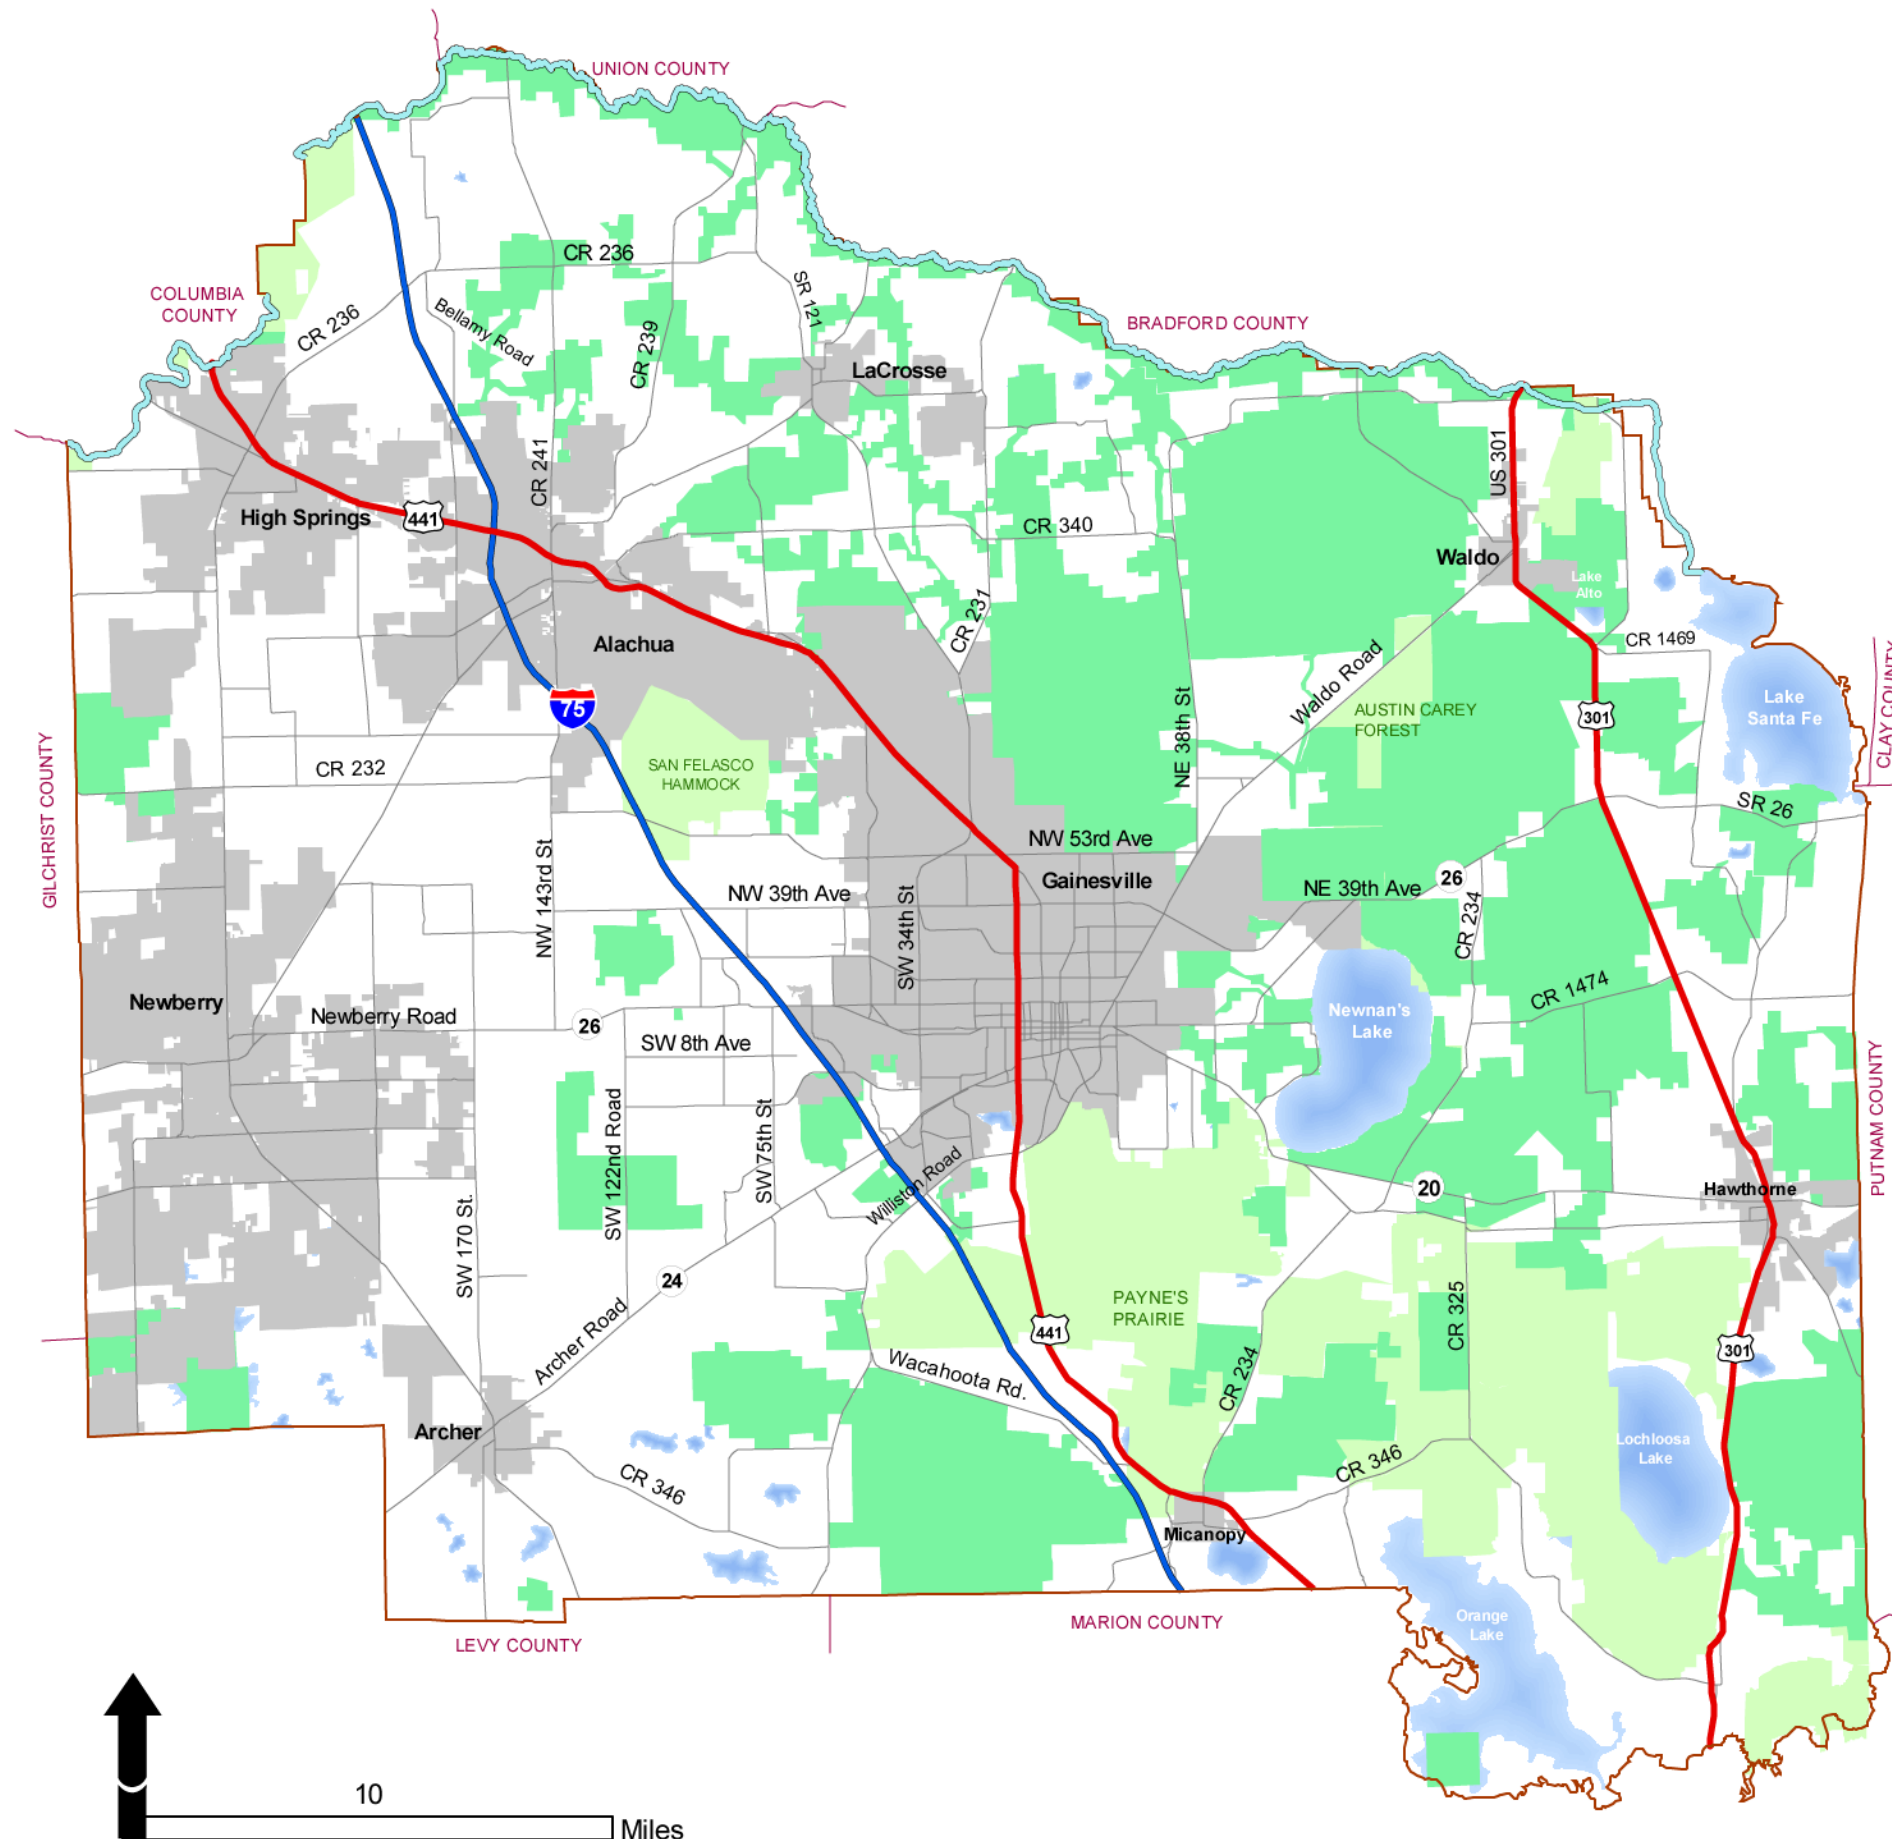 UNION COUNTY
CR 236
COLUMBIA
COUNTY
CR 236
Bellamy Road
SR 121
CR 239
BRADFORD COUNTY
LaCrosse
CR 241
US 301
High Springs
441
CR 340
Waldo
Lake
Alto
CR 231
Alachua
CR 1469
Waldo Road
NE 38th St
75
AUSTIN CAREY
FOREST
301
Lake
Santa Fe
CLAY COUNTY
SAN FELASCO
HAMMOCK
CR 232
GILCHRIST COUNTY
SR 26
NW 53rd Ave
NW 143rd St
Gainesville
NW 39th Ave
SW 34th St
NE 39th Ave
26
CR 234
Newberry
Newberry Road
26
SW 8th Ave
Newnan's
Lake
CR 1474
PUTNAM COUNTY
SW 122nd Road
SW 75th St
Williston Road
20
Hawthorne
SW 170 St.
24
Archer Road
PAYNE'S
PRAIRIE
441
CR 325
301
Wacahoota Rd.
CR 234
Archer
CR 346
CR 346
Lochloosa
Lake
Micanopy
MARION COUNTY
Orange
Lake
LEVY COUNTY
10
Miles